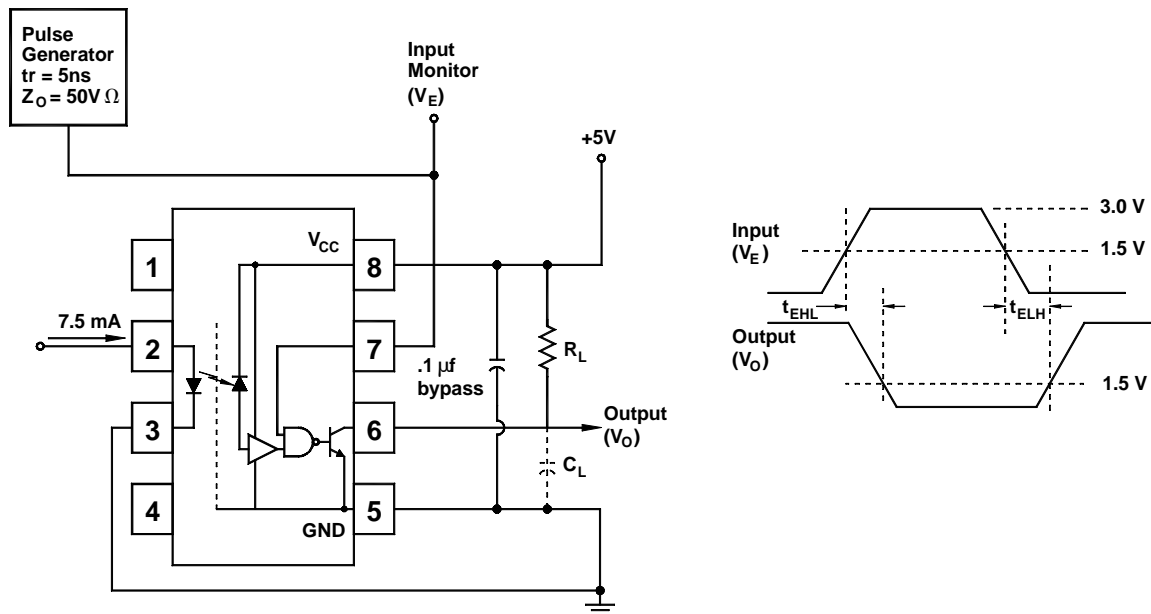 Pulse
Generator
tr = 5ns
ZO = 50V Ω
Input
Monitor
(VE)
+5V
VCC
1
8
7.5 mA
2
7
.1 µf
bypass
RL
3
6
Output
(VO)
CL
4
5
GND
Input
(VE)
3.0 V
1.5 V
tEHL
tELH
Output
(VO)
1.5 V